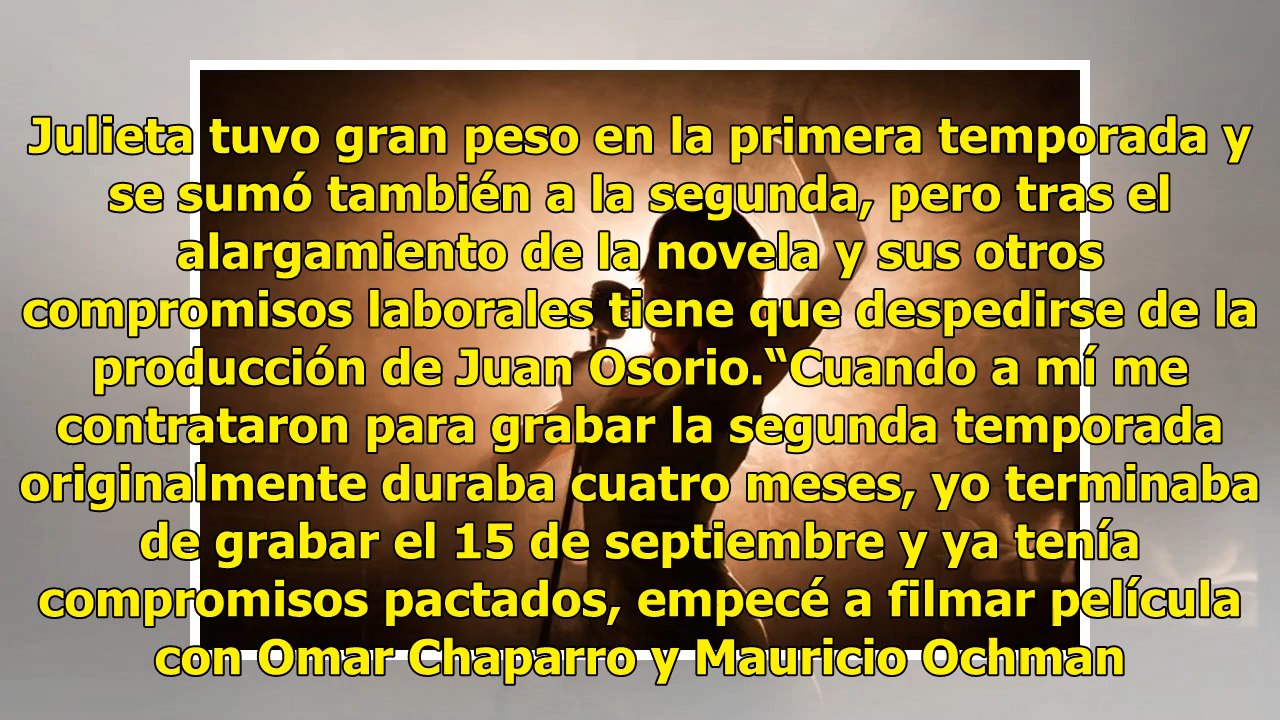 Julieta tuvo gran peso en la primera temporada y
se sumó también a la segunda, pero tras el
alargamiento de la novela y sus otros
compromisos laborales tiene que despedirse de la
producción de Juan Osorio.“Cuando a mí me
contrataron para grabar la segunda temporada
originalmente duraba cuatro meses, yo terminaba
de grabar el 15 de septiembre y ya tenía
compromisos pactados, empecé a filmar película
con Omar Chaparro y Mauricio Ochman